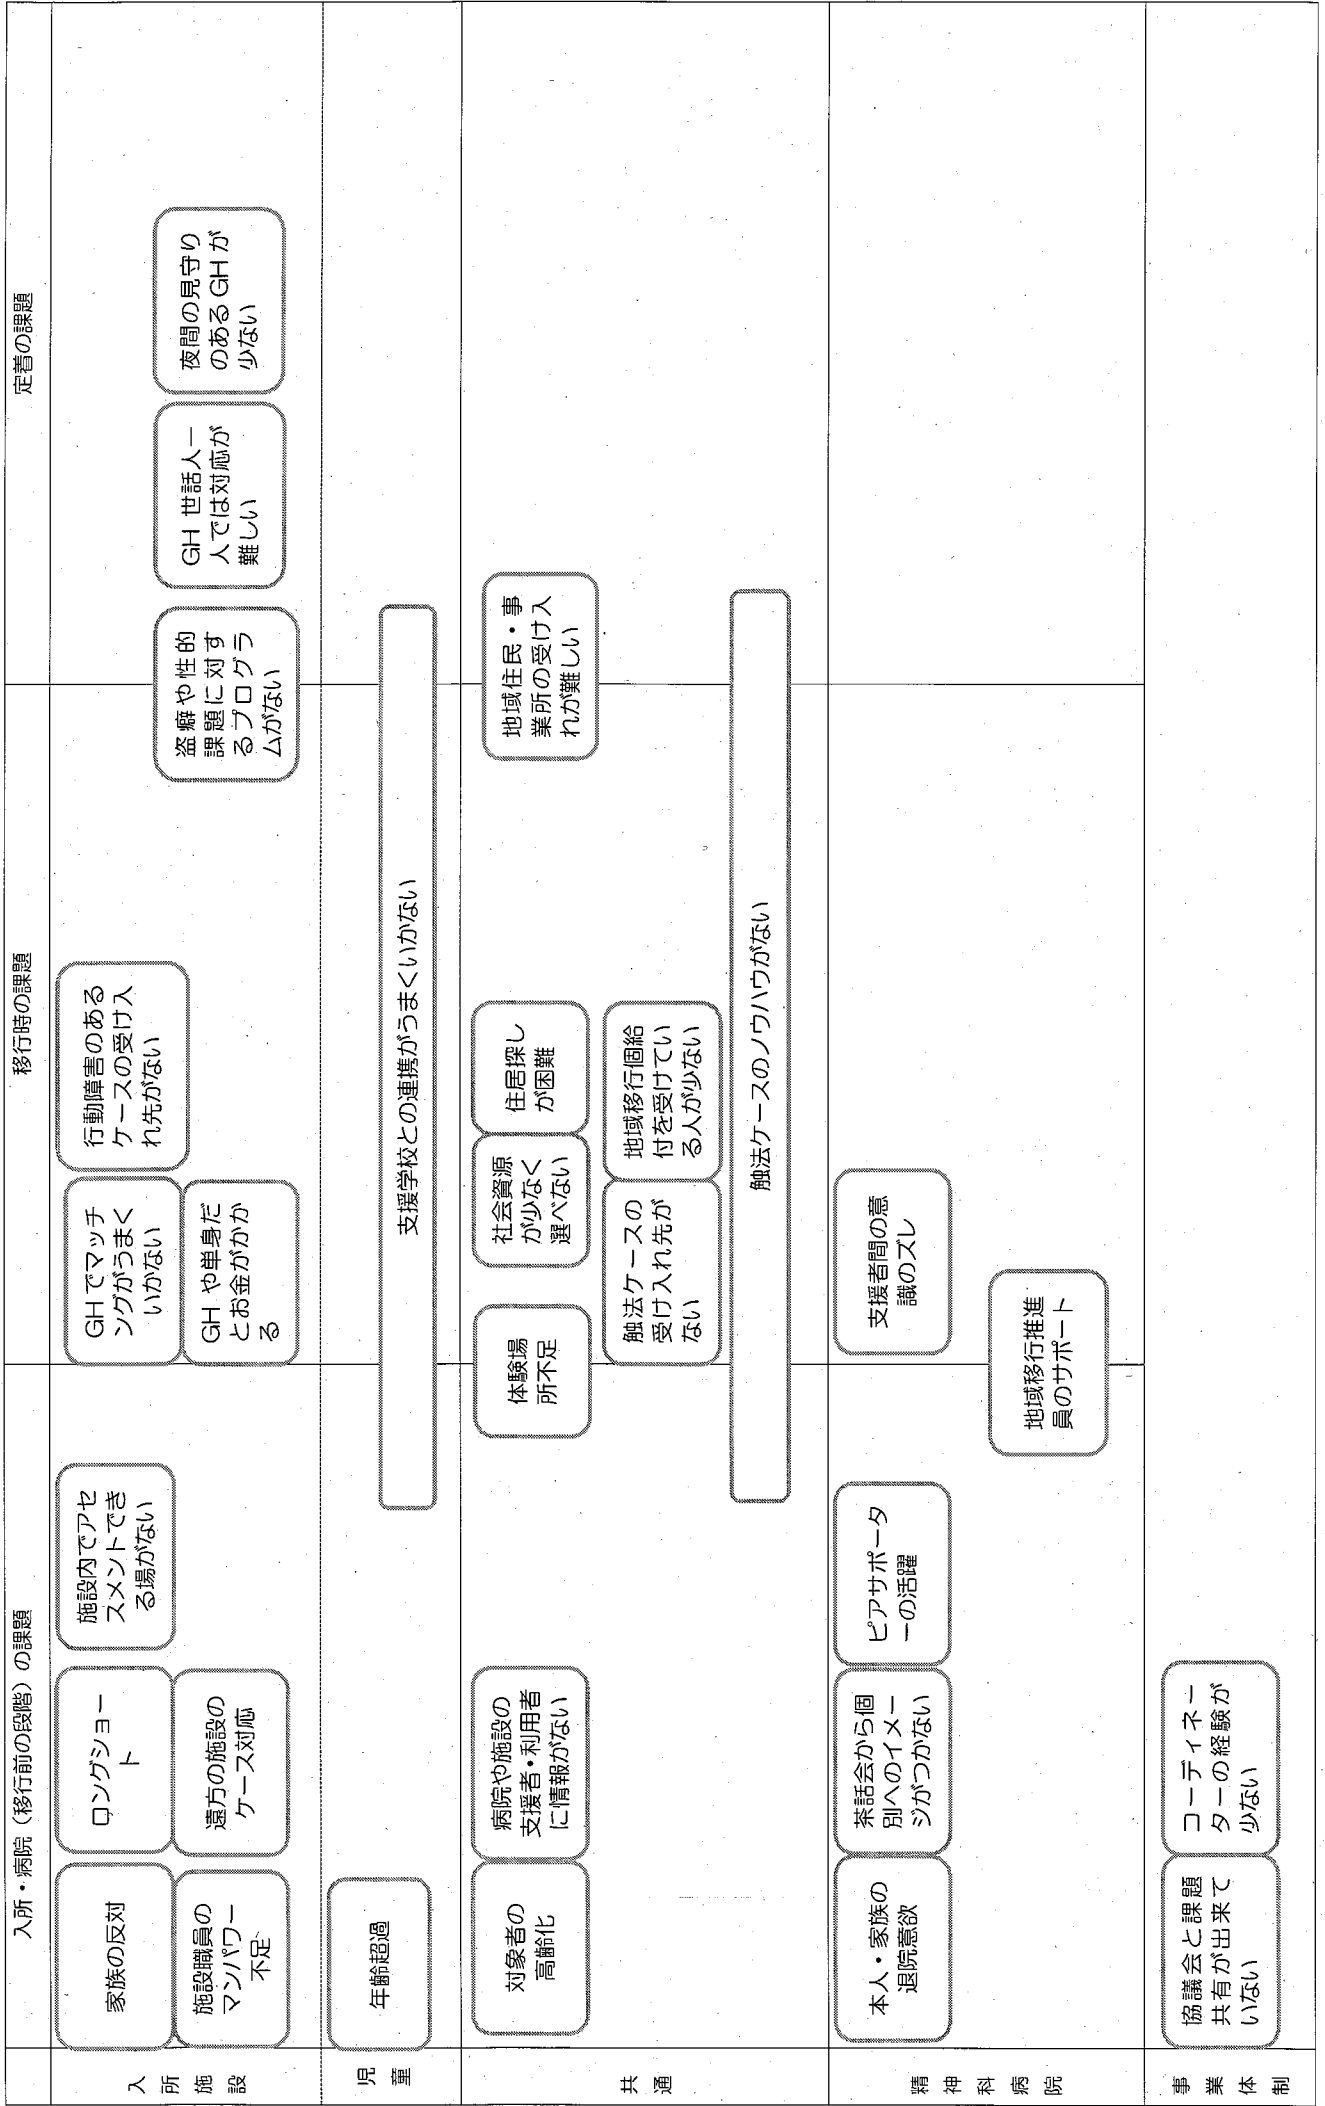 入所・病院（移行前の段階）の課題
移行時の課題
定着の課題
入所施設
家族の反対
ロングショー
ト
施設内でアセ
スメントでき
る場がない
GHでマッチ
ングがうまく
いかない
行動障害のある
ケースの受け入
れ先がない
施設職員の
マンパワー
不足
遠方の施設の
ケース対応
GHや単身だ
とお金がかか
る
盗癖や性的
課題に対す
るプログラ
ムがない
GH世話人一
人では対応が
難しい
夜間の見守り
のあるGHが
少ない
児童
年齢超過
支援学校との連携がうまくいかない
共通
対象者の
高齢化
病院や施設の
支援者・利用者
に情報がない
体験場
所不足
社会資源
が少なく
選べない
住居探し
が困難
地域住民・事
業所の受け入
れが難しい
触法ケースの
受け入れ先が
ない
地域移行個給
付を受けてい
る人が少ない
触法ケースのノウハウがない
精神科病院
本人・家族の
退院意欲
茶話会から個
別へのイメー
ジがつかない
ピアサポータ
ーの活躍
支援者間の意
識のズレ
地域移行推進
員のサポート
事業体制
協議会と課題
共有が出来て
いない
コーディネー
ターの経験が
少ない